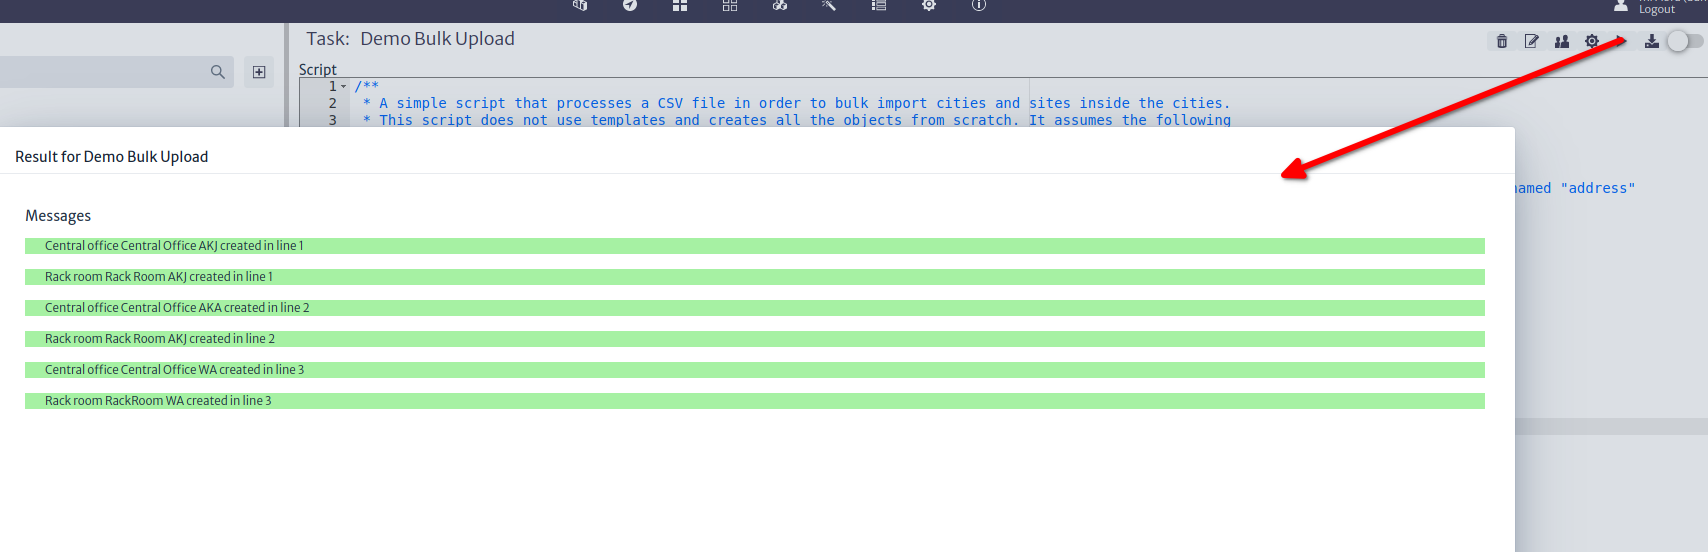 Logout
Task: Demo Bulk Upload
Script
1 /**
2 * A simple script that processes a CSV file in order to bulk import cities and sites inside the cities.
3 * This script does not use templates and creates all the objects from scratch. It assumes the following
named "address"
Result for Demo Bulk Upload
Messages
Central office Central Office AKJ created in line 1
Rack room Rack Room AKJ created in line 1
Central office Central Office AKA created in line 2
Rack room Rack Room AKJ created in line 2
Central office Central Office WA created in line 3
Rack room RackRoom WA created in line 3